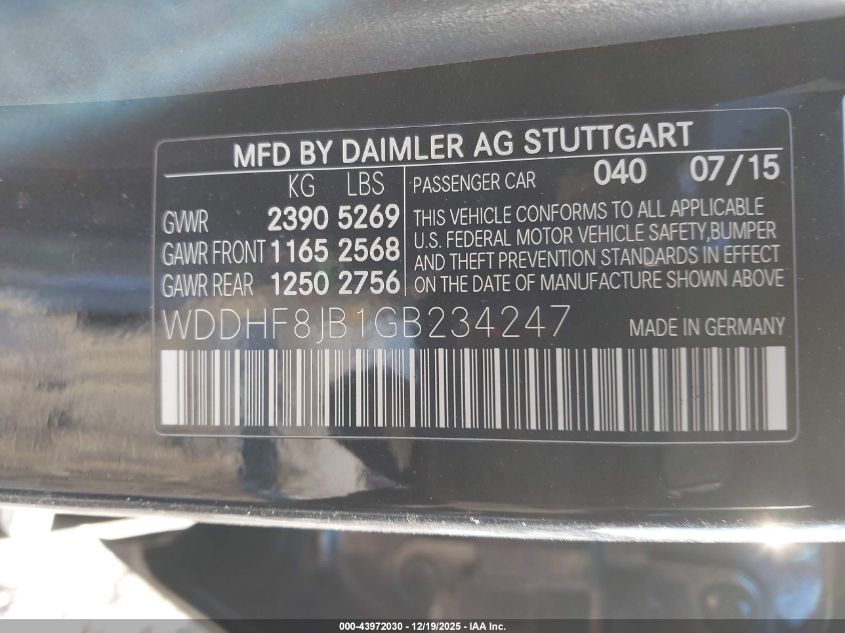 MFD BY DAIMLER AG STUTTGART
KG LBS
GVWR 2390 5269
GAWR FRONT 1165 2568
GAWR REAR 1250 2756
PASSENGER CAR 040 07/15
THIS VEHICLE CONFORMS TO ALL APPLICABLE
U.S. FEDERAL MOTOR VEHICLE SAFETY,BUMPER
AND THEFT PREVENTION STANDARDS IN EFFECT
ON THE DATE OF MANUFACTURE SHOWN ABOVE
WDDHF8JB1GB234247 MADE IN GERMANY
000-43972030 - 12/19/2025 - IAA Inc.